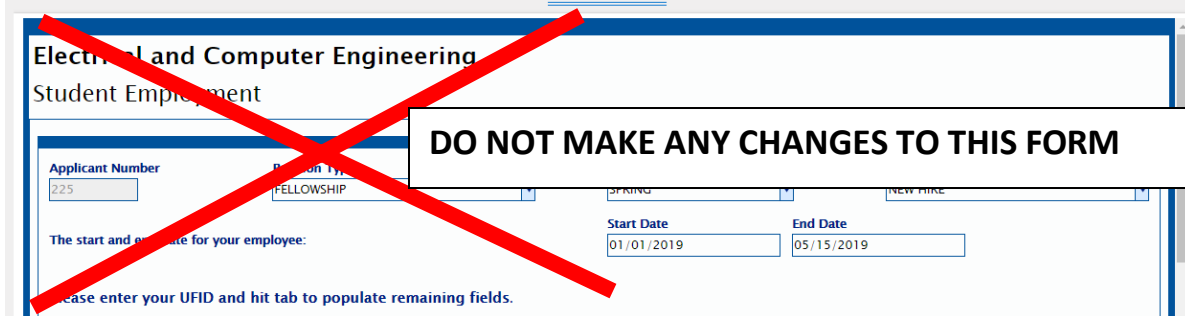 Electrical and Computer Engineering
Student Employment
DO NOT MAKE ANY CHANGES TO THIS FORM
Applicant Number
225 FELLOWSHIP SPRING NEW HIRE
Start Date End Date
The start and end date for your employee: 01/01/2019 05/15/2019
Please enter your UFID and hit tab to populate remaining fields.